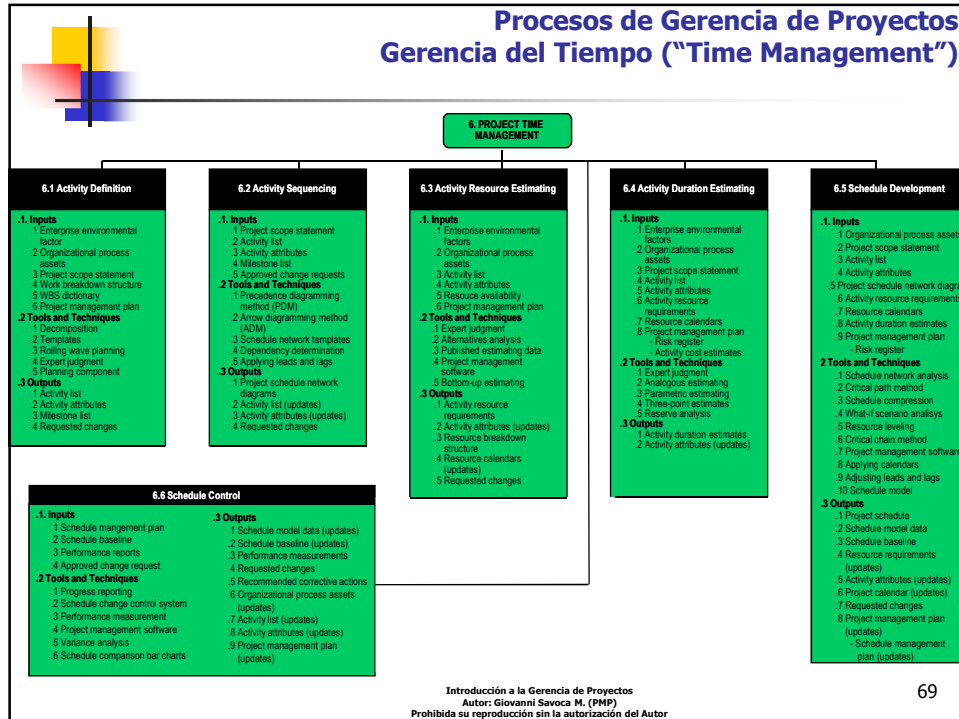 Procesos de Gerencia de Proyectos
Gerencia del Tiempo (“Time Management”)
6. PROJECT TIME
MANAGEMENT
6.1 Activity Definition
.1. Inputs
.1 Enterprise environmental
factor
.2 Organizational process
assets
.3 Project scope statement
.4 Work breakdown structure
.5 WBS dictionary
.6 Project management plan
.2 Tools and Techniques
.1 Decomposition
.2 Templates
.3 Rolling wave planning
.4 Expert judgment
.5 Planning component
.3 Outputs
.1 Activity list
.2 Activity attributes
.3 Milestone list
.4 Requested changes
6.2 Activity Sequencing
.1. Inputs
.1 Project scope statement
.2 Activity list
.3 Activity attributes
.4 Milestone list
.5 Approved change requests
.2 Tools and Techniques
.1 Precedence diagramming
method (PDM)
.2 Arrow diagramming method
(ADM)
.3 Schedule network templates
.4 Dependency determination
.5 Applying leads and lags
.3 Outputs
.1 Project schedule network
diagrams
.2 Activity list (updates)
.3 Activity attributes (updates)
.4 Requested changes
6.3 Activity Resource Estimating
.1. Inputs
.1 Enterprise environmental
factors
.2 Organizational process
assets
.3 Activity list
.4 Activity attributes
.5 Resouce availability
.6 Project management plan
.2 Tools and Techniques
.1 Expert judgment
.2 Alternatives analysis
.3 Published estimating data
.4 Project management
software
.5 Bottom-up estimating
.3 Outputs
.1 Activity resource
requirements
.2 Activity attributes (updates)
.3 Resource breakdown
structure
.4 Resource calendars
(updates)
.5 Requested changes
6.4 Activity Duration Estimating
.1. Inputs
.1 Enterprise environmental
factors
.2 Organizational process
assets
.3 Project scope statement
.4 Activity list
.5 Activity attributes
.6 Activity resource
requirements
.7 Resource calendars
.8 Project management plan
- Risk register
- Activity cost estimates
.2 Tools and Techniques
.1 Expert judgment
.2 Analogous estimating
.3 Parametric estimating
.4 Three-point estimates
.5 Reserve analysis
.3 Outputs
.1 Activity duration estimates
.2 Activity attributes (updates)
6.5 Schedule Development
.1. Inputs
.1 Organizational process assets
.2 Project scope statement
.3 Activity list
.4 Activity attributes
.5 Project schedule network diagra
.6 Activity resource requirements
.7 Resource calendars
.8 Activity duration estimates
.9 Project management plan
- Risk register
2 Tools and Techniques
.1 Schedule network analysis
.2 Critical path method
.3 Schedule compression
.4 What-if scenario analisys
.5 Resource leveling
.6 Critical chain method
.7 Project management software
.8 Applying calendars
.9 Adjusting leads and lags
.10 Schedule model
.3 Outputs
.1 Project schedule
.2 Schedule model data
.3 Schedule baseline
.4 Resource requirements
(updates)
.5 Activity attributes (updates)
.6 Project calendar (updates)
.7 Requested changes
.8 Project management plan
(updates)
- Schedule management
plan (updates)
6.6 Schedule Control
.1. Inputs
.1 Schedule mangement plan
.2 Schedule baseline
.3 Performance reports
.4 Approved change request
.2 Tools and Techniques
.1 Progress reporting
.2 Schedule change control system
.3 Performance measurement
.4 Project management software
.5 Variance analysis
.6 Schedule comparison bar charts
.3 Outputs
.1 Schedule model data (updates)
.2 Schedule baseline (updates)
.3 Performance measurements
.4 Requested changes
.5 Recommended corrective actions
.6 Organizational process assets
(updates)
.7 Activity list (updates)
.8 Activity attributes (updates)
.9 Project management plan
(updates)
Introducción a la Gerencia de Proyectos
Autor: Giovanni Savoca M. (PMP)
Prohibida su reproducción sin la autorización del Autor
69